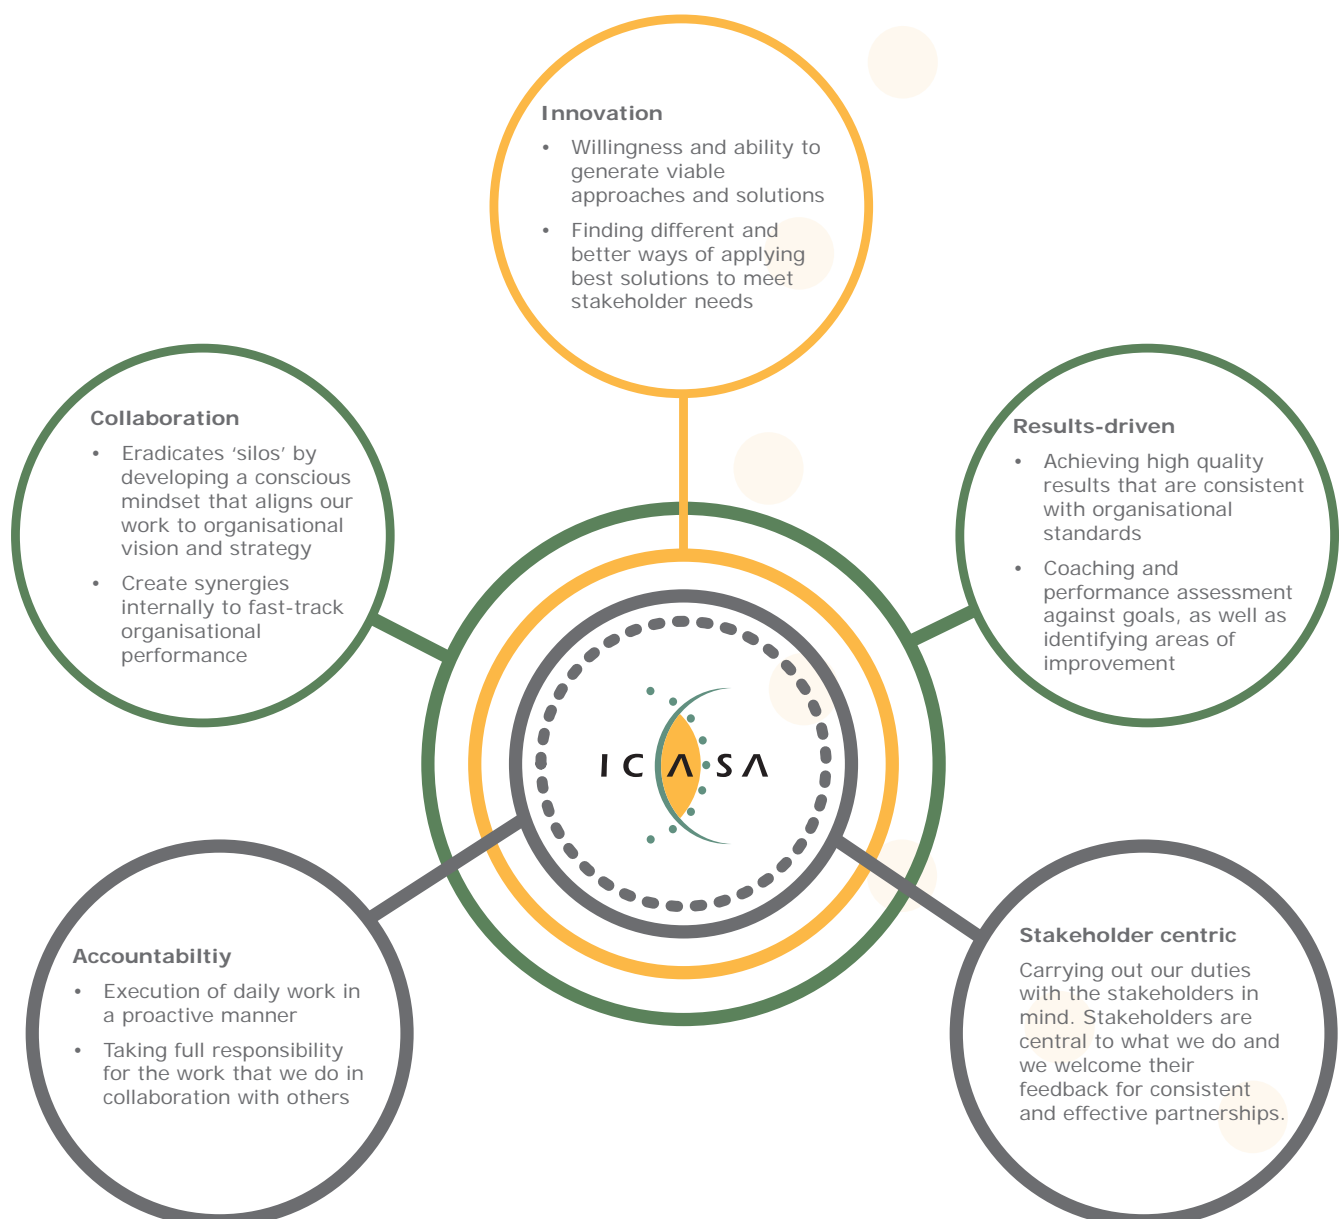 Innovation
• Willingness and ability to
generate viable
approaches and solutions
• Finding different and
better ways of applying
best solutions to meet
stakeholder needs
Collaboration
• Eradicates ‘silos’ by
developing a conscious
mindset that aligns our
work to organisational
vision and strategy
• Create synergies
internally to fast-track
organisational
performance
Results-driven
• Achieving high quality
results that are consistent
with organisational
standards
• Coaching and
performance assessment
against goals, as well as
identifying areas of
improvement
ICASA
Accountabiltiy
• Execution of daily work in
a proactive manner
• Taking full responsibility
for the work that we do in
collaboration with others
Stakeholder centric
Carrying out our duties
with the stakeholders in
mind. Stakeholders are
central to what we do and
we welcome their
feedback for consistent
and effective partnerships.